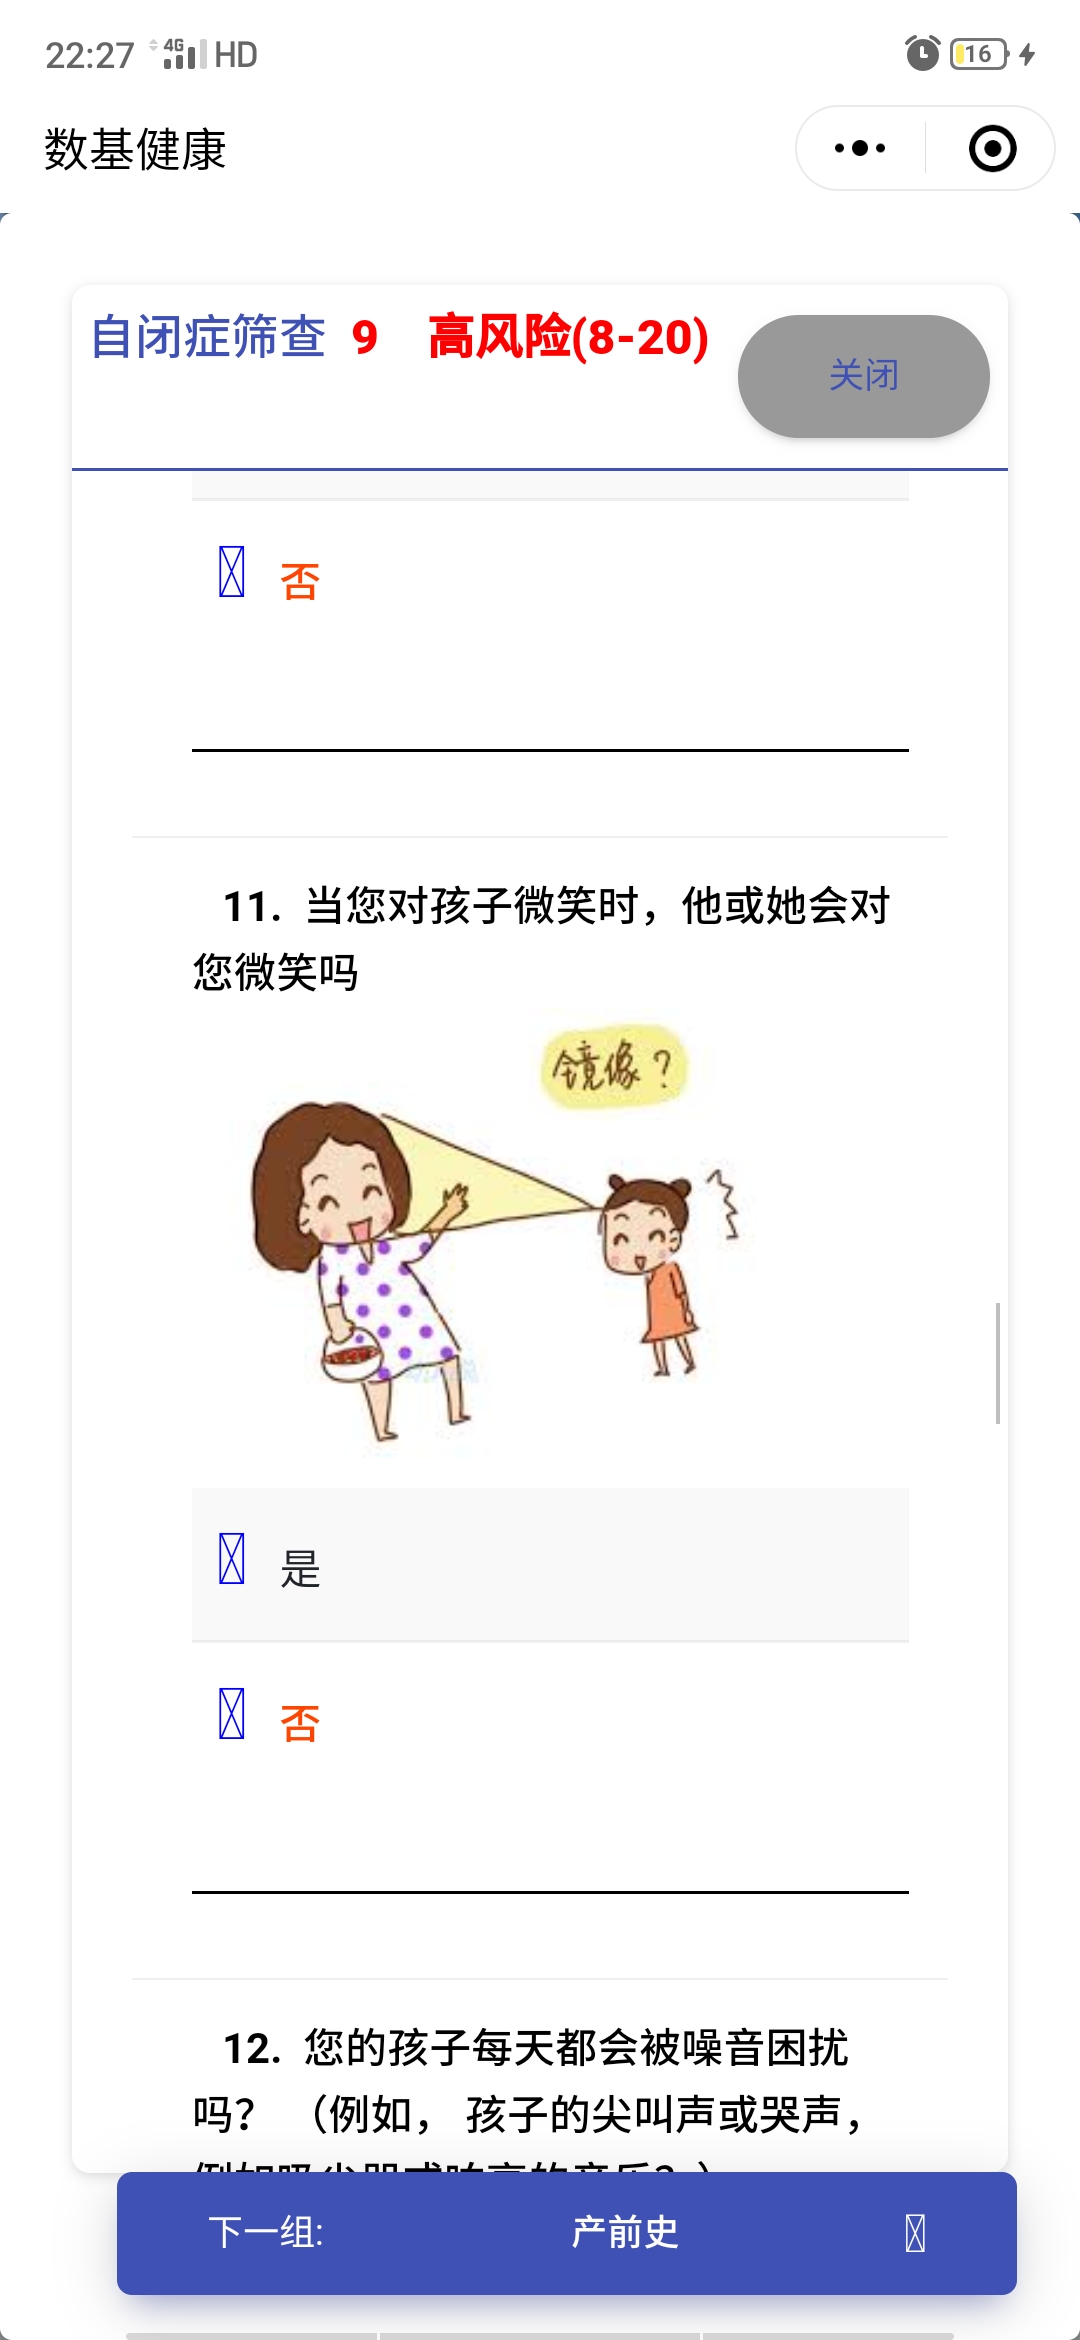 22:27 4G HD 16
数基健康
自闭症筛查 9 高风险(8-20)
关闭
否
11. 当您对孩子微笑时，他或她会对
您微笑吗
镜像？
是
否
12. 您的孩子每天都会被噪音困扰
吗？ （例如， 孩子的尖叫声或哭声，
下一组: 产前史